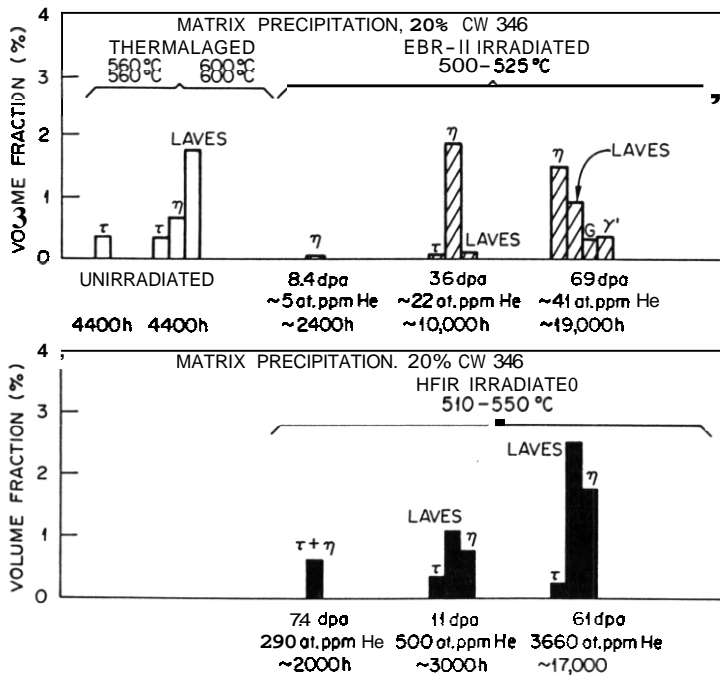 MATRIX PRECIPITATION, 20% CW 346
THERMALAGED
EBR-II IRRADIATED
560°C 600°C
560°C 600°C
500-525°C
VOLUME FRACTION (%)
4
3
2
1
0
τ
τ
η
LAVES
η
τ
η
LAVES
η
LAVES
G
γ'
UNIRRADIATED
4400h 4400h
8.4 dpa 36 dpa 69 dpa
~5 at. ppm He ~22 at. ppm He ~41 at. ppm He
~2400h ~10,000h ~19,000h
MATRIX PRECIPITATION. 20% CW 346
HFIR IRRADIATE0
510-550 °C
VOLUME FRACTION (%)
4
3
2
1
0
τ + η
LAVES
τ
η
LAVES
τ
η
74 dpa 11 dpa 61 dpa
290 at. ppm He 500 at. ppm He 3660 at. ppm He
~2000h ~3000h ~17,000